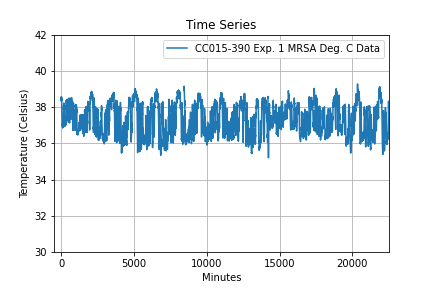 Time Series
CC015-390 Exp. 1 MRSA Deg. C Data
42
40
38
36
34
32
30
Temperature (Celsius)
0 5000 10000 15000 20000
Minutes